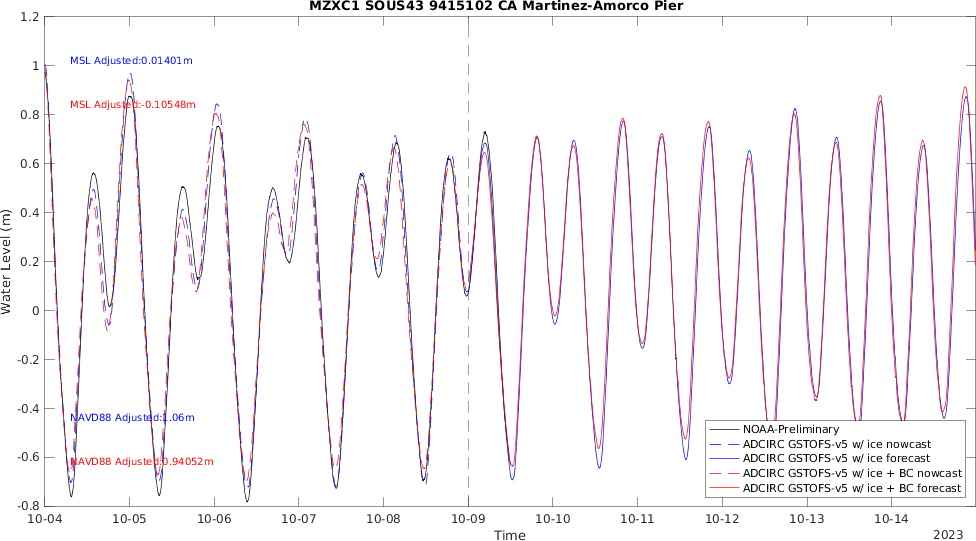 MZXC1 SOUS43 9415102 CA Martinez-Amorco Pier
1.2
1
0.8
0.6
0.4
0.2
0
-0.2
-0.4
-0.6
-0.8
Water Level (m)
MSL Adjusted:0.01401m
MSL Adjusted:-0.10548m
NAVD88 Adjusted:1.06m
NAVD88 Adjusted:0.94052m
NOAA-Preliminary
ADCIRC GSTOFS-v5 w/ ice nowcast
ADCIRC GSTOFS-v5 w/ ice forecast
ADCIRC GSTOFS-v5 w/ ice + BC nowcast
ADCIRC GSTOFS-v5 w/ ice + BC forecast
10-04 10-05 10-06 10-07 10-08 10-09 10-10 10-11 10-12 10-13 10-14
Time
2023